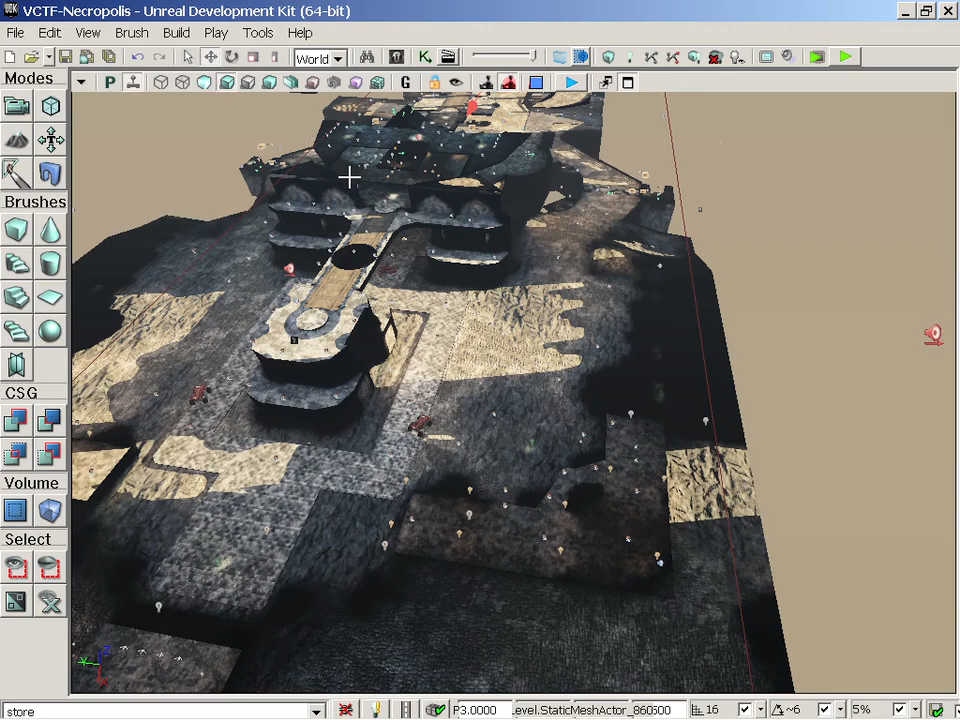 VCTF-Necropolis - Unreal Development Kit (64-bit)
File Edit View Brush Build Play Tools Help
World
Modes
P
G
Brushes
CSG
Volume
Select
store
P3.0000
.evel.StaticMeshActor_860500
16
~6
5%